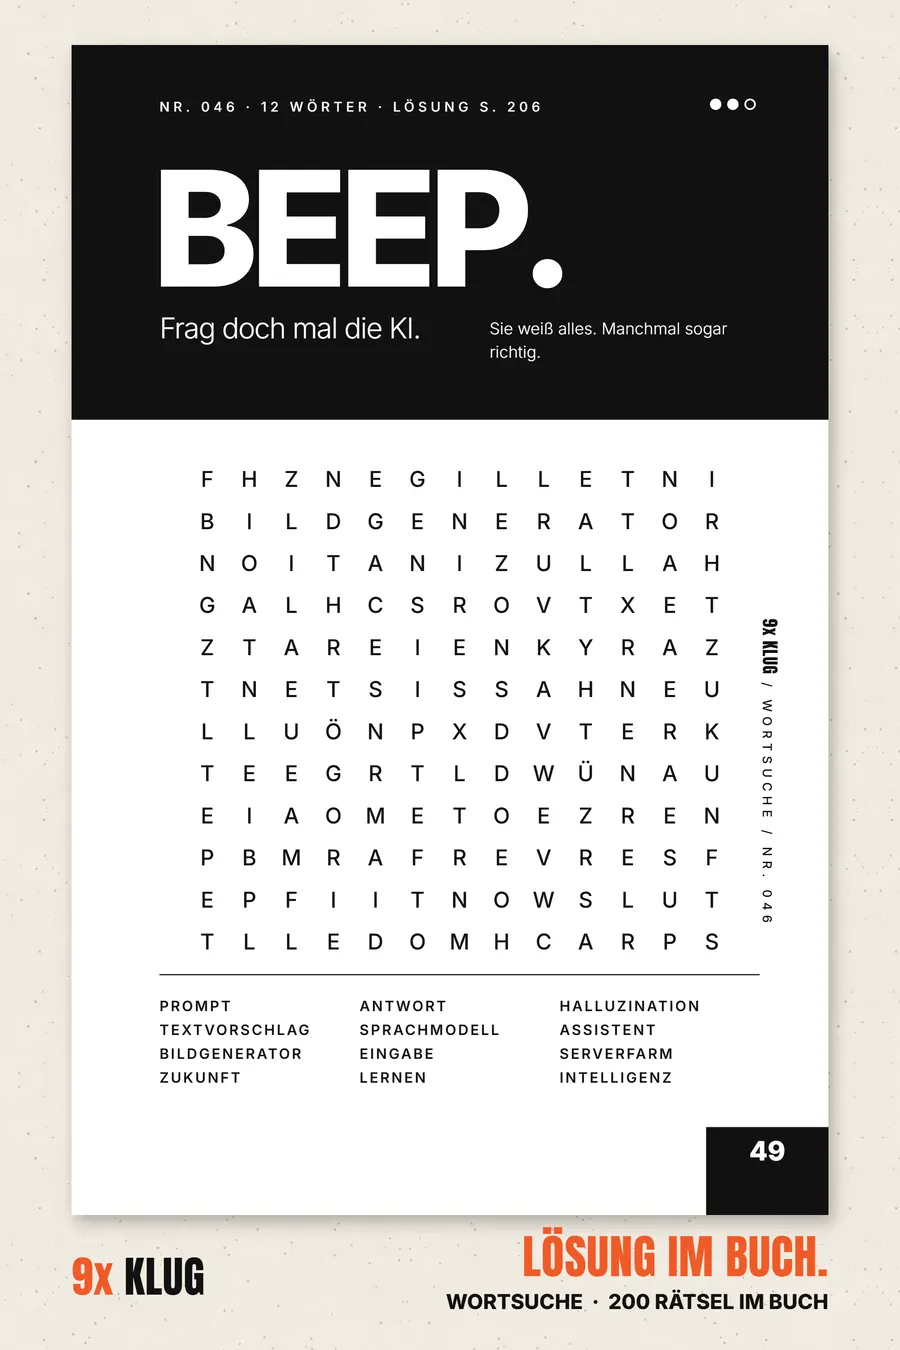 NR. 046 · 12 WÖRTER · LÖSUNG S. 206
BEEP.
Frag doch mal die KI.
Sie weiß alles. Manchmal sogar
richtig.
F H Z N E G I L L E T N I
B I L D G E N E R A T O R
N O I T A N I Z U L L A H
G A L H C S R O V T X E T
Z T A R E I E N K Y R A Z
T N E T S I S S A H N E U
L L U Ö N P X D V T E R K
T E E G R T L D W Ü N A U
E I A O M E T O E Z R E N
P B M R A F R E V R E S F
E P F I I T N O W S L U T
T L L E D O M H C A R P S
9x KLUG / WORTSUCHE / NR. 046
PROMPT
TEXTVORSCHLAG
BILDGENERATOR
ZUKUNFT
ANTWORT
SPRACHMODELL
EINGABE
LERNEN
HALLUZINATION
ASSISTENT
SERVERFARM
INTELLIGENZ
49
9x KLUG
LÖSUNG IM BUCH.
WORTSUCHE · 200 RÄTSEL IM BUCH